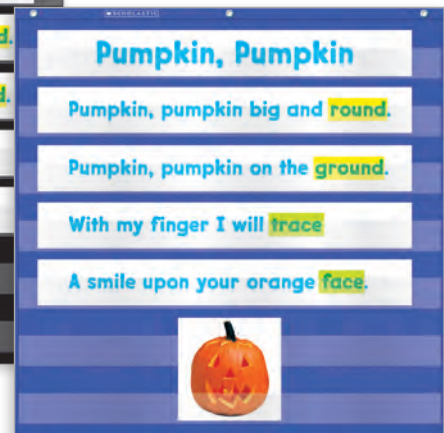 SCHOLASTIC
Pumpkin, Pumpkin
Pumpkin, pumpkin big and round.
Pumpkin, pumpkin on the ground.
With my finger I will trace
A smile upon your orange face.
d.
d.